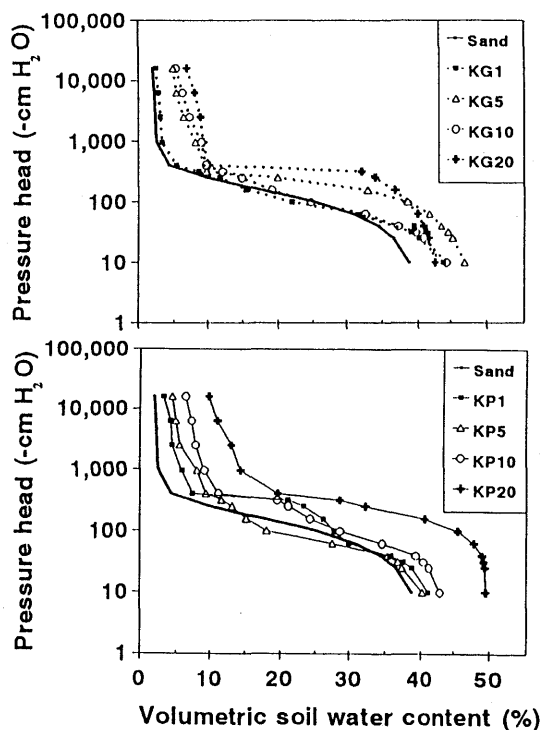 100,000
10,000
1,000
100
10
1
Pressure head (-cm H2O)
Sand
KG1
KG5
KG10
KG20
100,000
10,000
1,000
100
10
1
Pressure head (-cm H2O)
Sand
KP1
KP5
KP10
KP20
0 10 20 30 40 50
Volumetric soil water content (%)